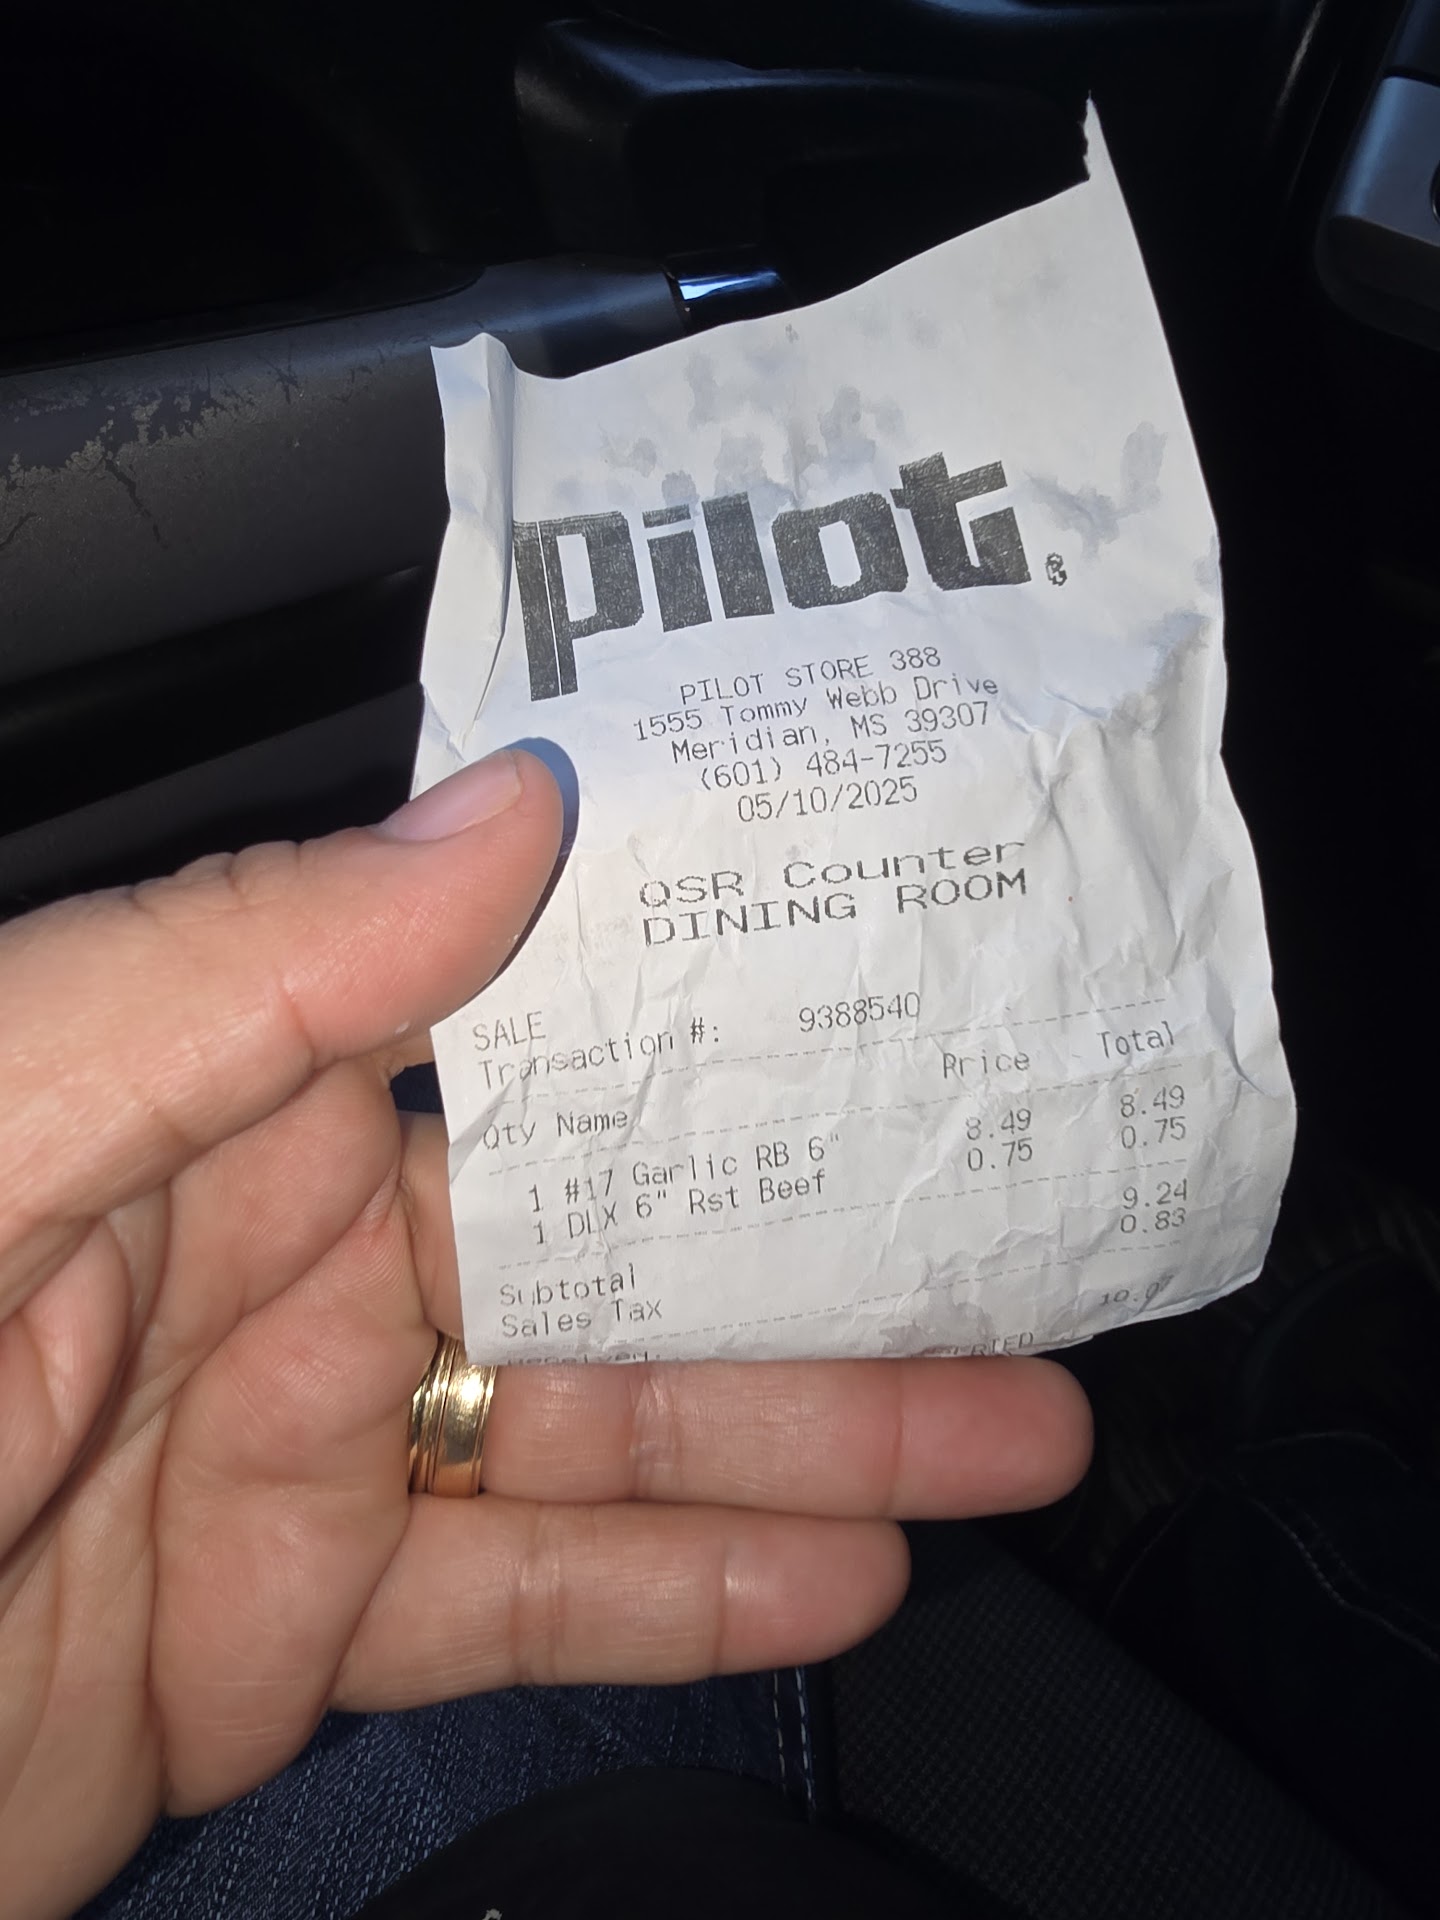 Pilot
PILOT STORE 388
1555 Tommy Webb Drive
Meridian, MS 39307
(601) 484-7255
05/10/2025
QSR Counter
DINING ROOM
SALE
Transaction #: 9388540
Qty Name Price Total
1 #17 Garlic RB 6" 8.49 8.49
1 DLX 6" Rst Beef 0.75 0.75
Subtotal 9.24
Sales Tax 0.83